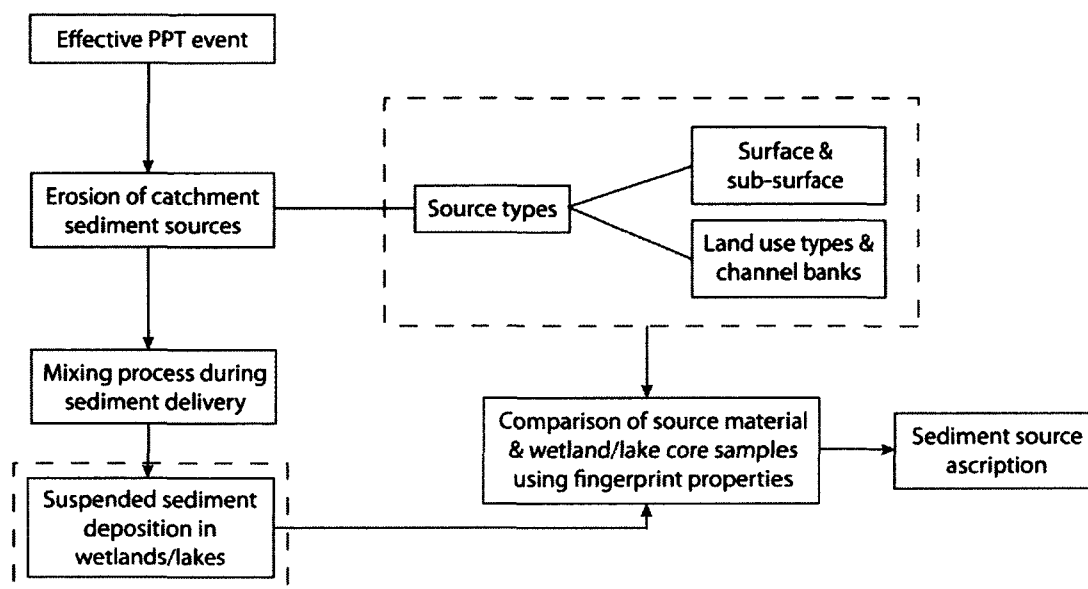 Effective PPT event
Erosion of catchment
sediment sources
Source types
Surface &
sub-surface
Land use types &
channel banks
Mixing process during
sediment delivery
Comparison of source material
& wetland/lake core samples
using fingerprint properties
Sediment source
ascription
Suspended sediment
deposition in
wetlands/lakes